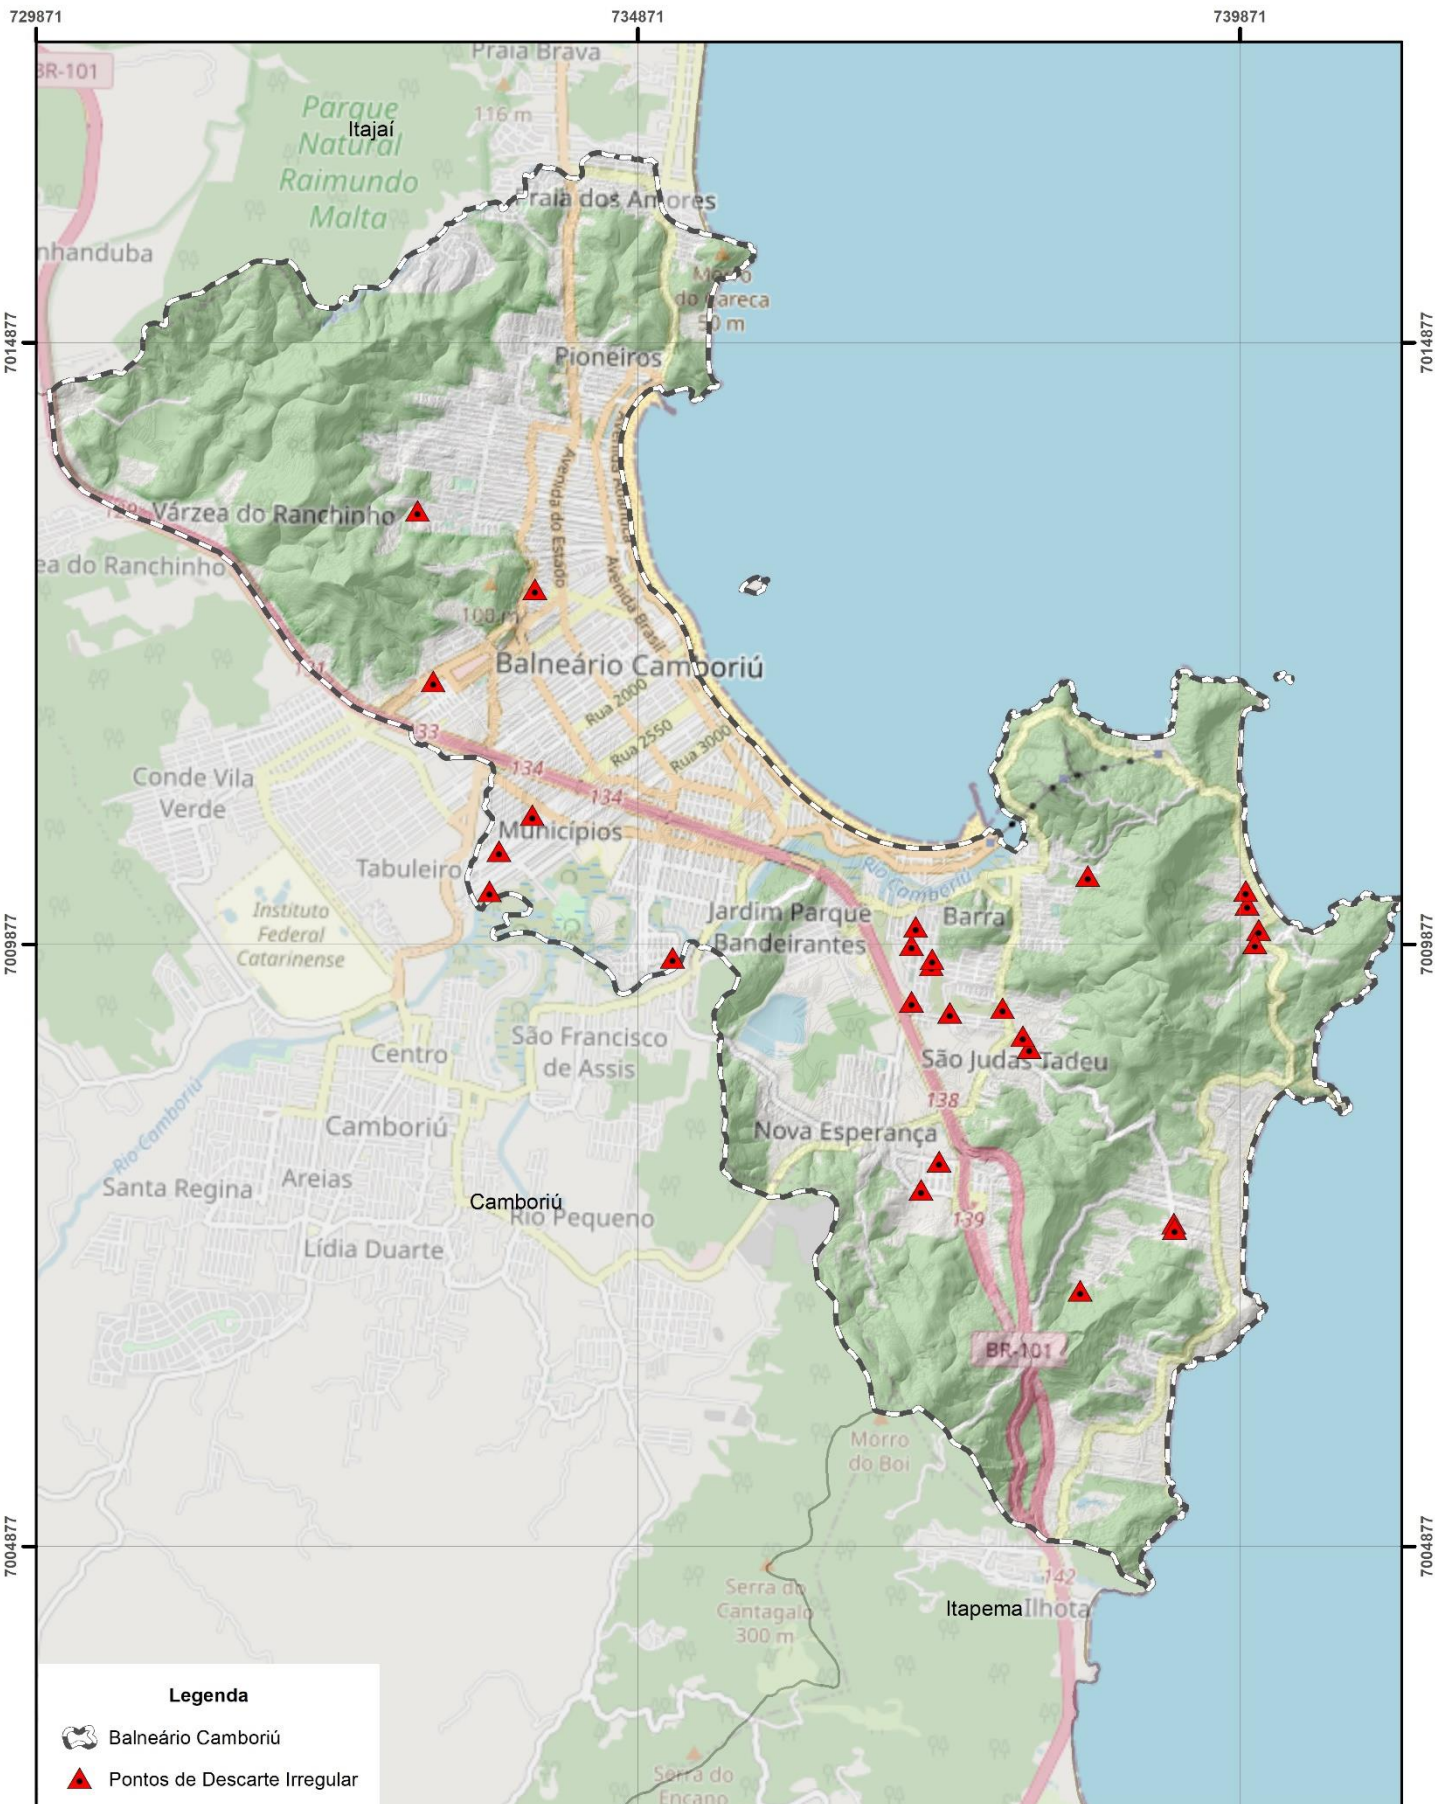 729871
734871
739871
Praia Brava
BR-101
116 m
Parque
Natural
Raimundo
Malta
Itajaí
Praia dos Amores
nhanduba
Morro
do Careca
50 m
7014877
7014877
Pioneiros
Avenida Atlântica
Avenida do Estado
129
Várzea do Ranchinho
ea do Ranchinho
Avenida Brasil
100 m
131
Balneário Camboriú
Rua 2000
Rua 2550
Rua 3000
133
134
134
Conde Vila
Verde
Municípios
Tabuleiro
Rio Camboriú
Instituto
Federal
Catarinense
Jardim Parque
Bandeirantes
Barra
7009877
7009877
São Francisco
de Assis
Centro
São Judas Tadeu
Rio Camboriú
138
Camboriú
Nova Esperança
Santa Regina
Areias
Camboriú
Rio Pequeno
139
Lídia Duarte
BR-101
Morro
do Boi
7004877
7004877
Serra do
Cantagalo
300 m
142
Itapema
Ilhota
Serra do
Encano
Legenda
Balneário Camboriú
Pontos de Descarte Irregular